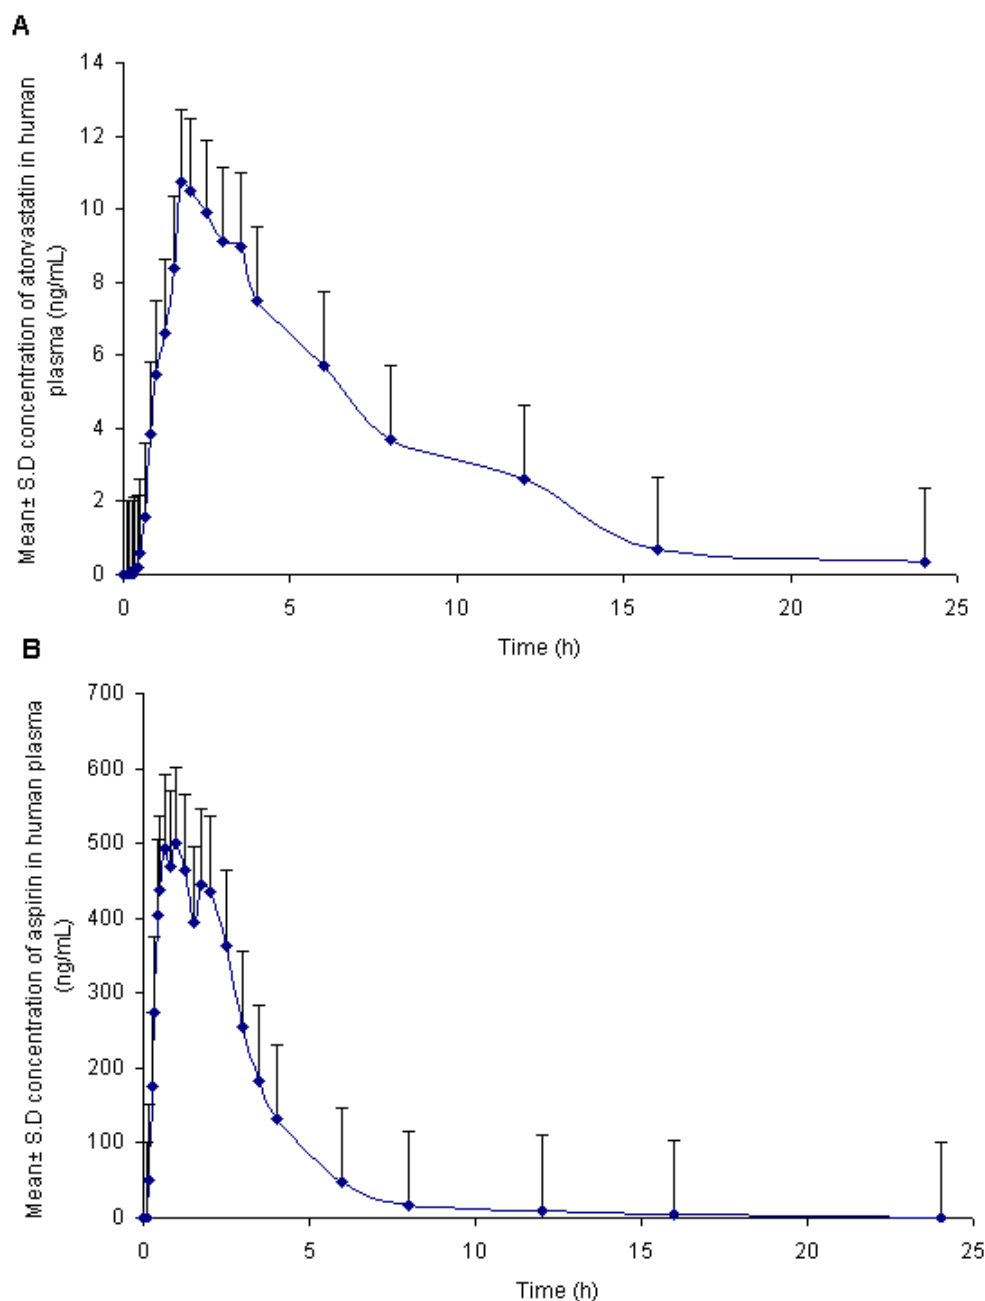 A
Mean± S.D concentration of atorvastatin in human
plasma (ng/mL)
14
12
10
8
6
4
2
0
0 5 10 15 20 25
Time (h)
B
Mean± S.D concentration of aspirin in human plasma
(ng/mL)
700
600
500
400
300
200
100
0
0 5 10 15 20 25
Time (h)